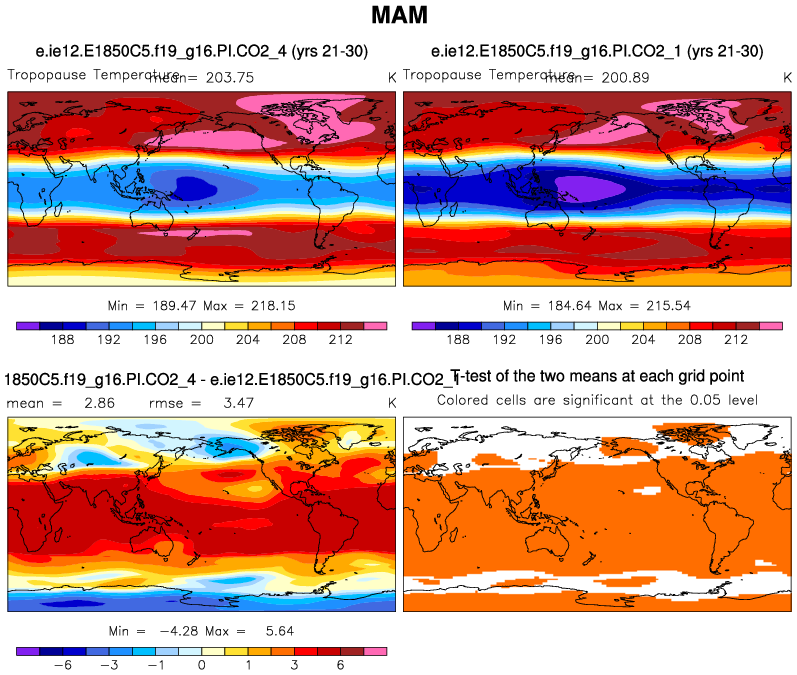 MAM
e.ie12.E1850C5.f19_g16.PI.CO2_4 (yrs 21-30)
Tropopause Temperature mean= 203.75 K
Min = 189.47 Max = 218.15
188 192 196 200 204 208 212
e.ie12.E1850C5.f19_g16.PI.CO2_1 (yrs 21-30)
Tropopause Temperature mean= 200.89 K
Min = 184.64 Max = 215.54
188 192 196 200 204 208 212
1850C5.f19_g16.PI.CO2_4 - e.ie12.E1850C5.f19_g16.PI.CO2_1
mean = 2.86 rmse = 3.47 K
Min = -4.28 Max = 5.64
-6 -3 -1 0 1 3 6
T-test of the two means at each grid point
Colored cells are significant at the 0.05 level